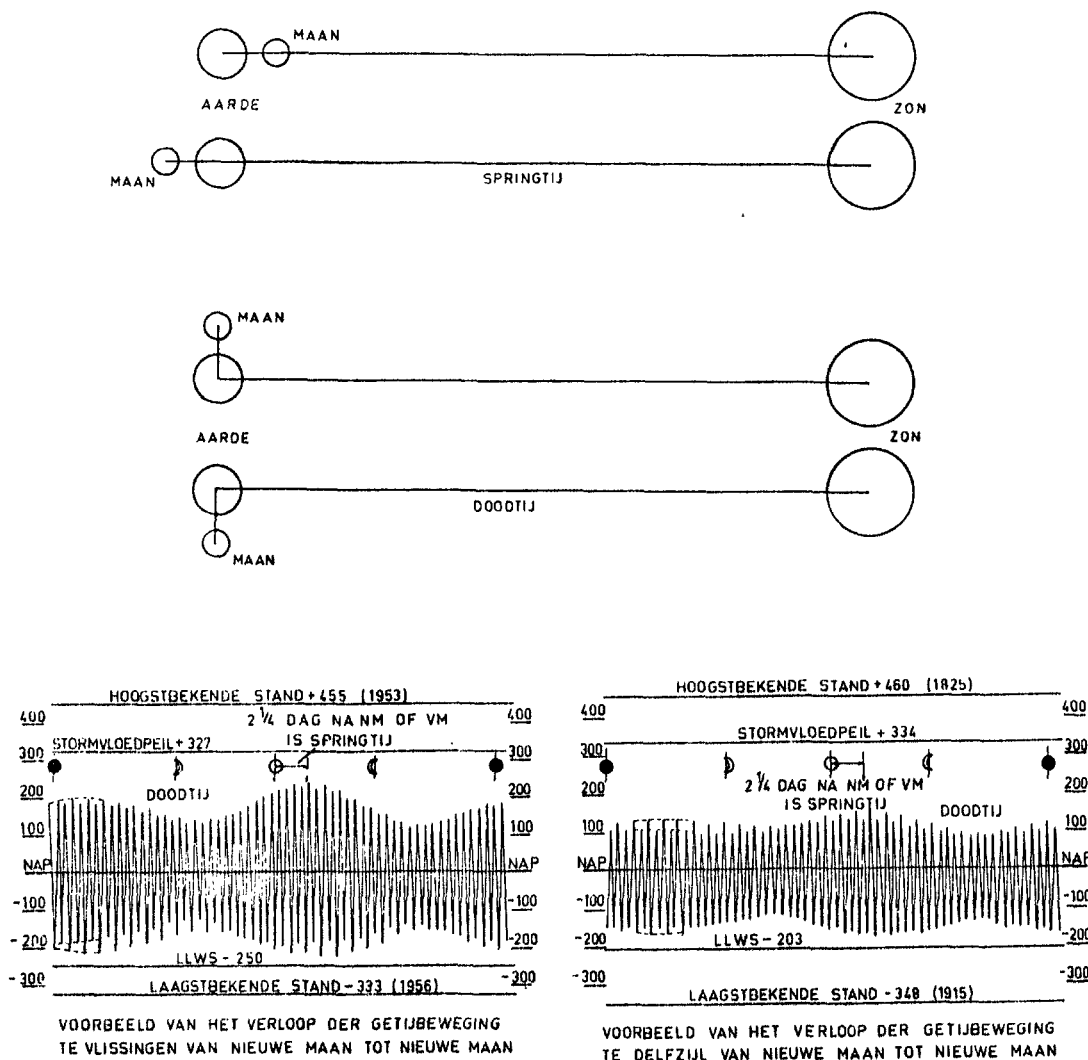 MAAN
AARDE
ZON
MAAN
SPRINGTIJ
MAAN
AARDE
ZON
DOODTIJ
MAAN
HOOGSTBEKENDE STAND +455 (1953)
400
400
2 1/4 DAG NA NM OF VM
IS SPRINGTIJ
STORMVLOEDPEIL +327
300
300
200
DOODTIJ
200
100
100
NAP
NAP
-100
-100
-200
-200
LLWS -250
-300
-300
LAAGSTBEKENDE STAND -333 (1956)
VOORBEELD VAN HET VERLOOP DER GETIJBEWEGING
TE VLISSINGEN VAN NIEUWE MAAN TOT NIEUWE MAAN
HOOGSTBEKENDE STAND +460 (1825)
400
400
STORMVLOEDPEIL + 334
300
300
200
2 1/4 DAG NA NM OF VM
IS SPRINGTIJ
200
DOODTIJ
100
100
NAP
NAP
-100
-100
-200
-200
LLWS -203
-300
-300
LAAGSTBEKENDE STAND -348 (1915)
VOORBEELD VAN HET VERLOOP DER GETIJBEWEGING
TE DELFZIJL VAN NIEUWE MAAN TOT NIEUWE MAAN